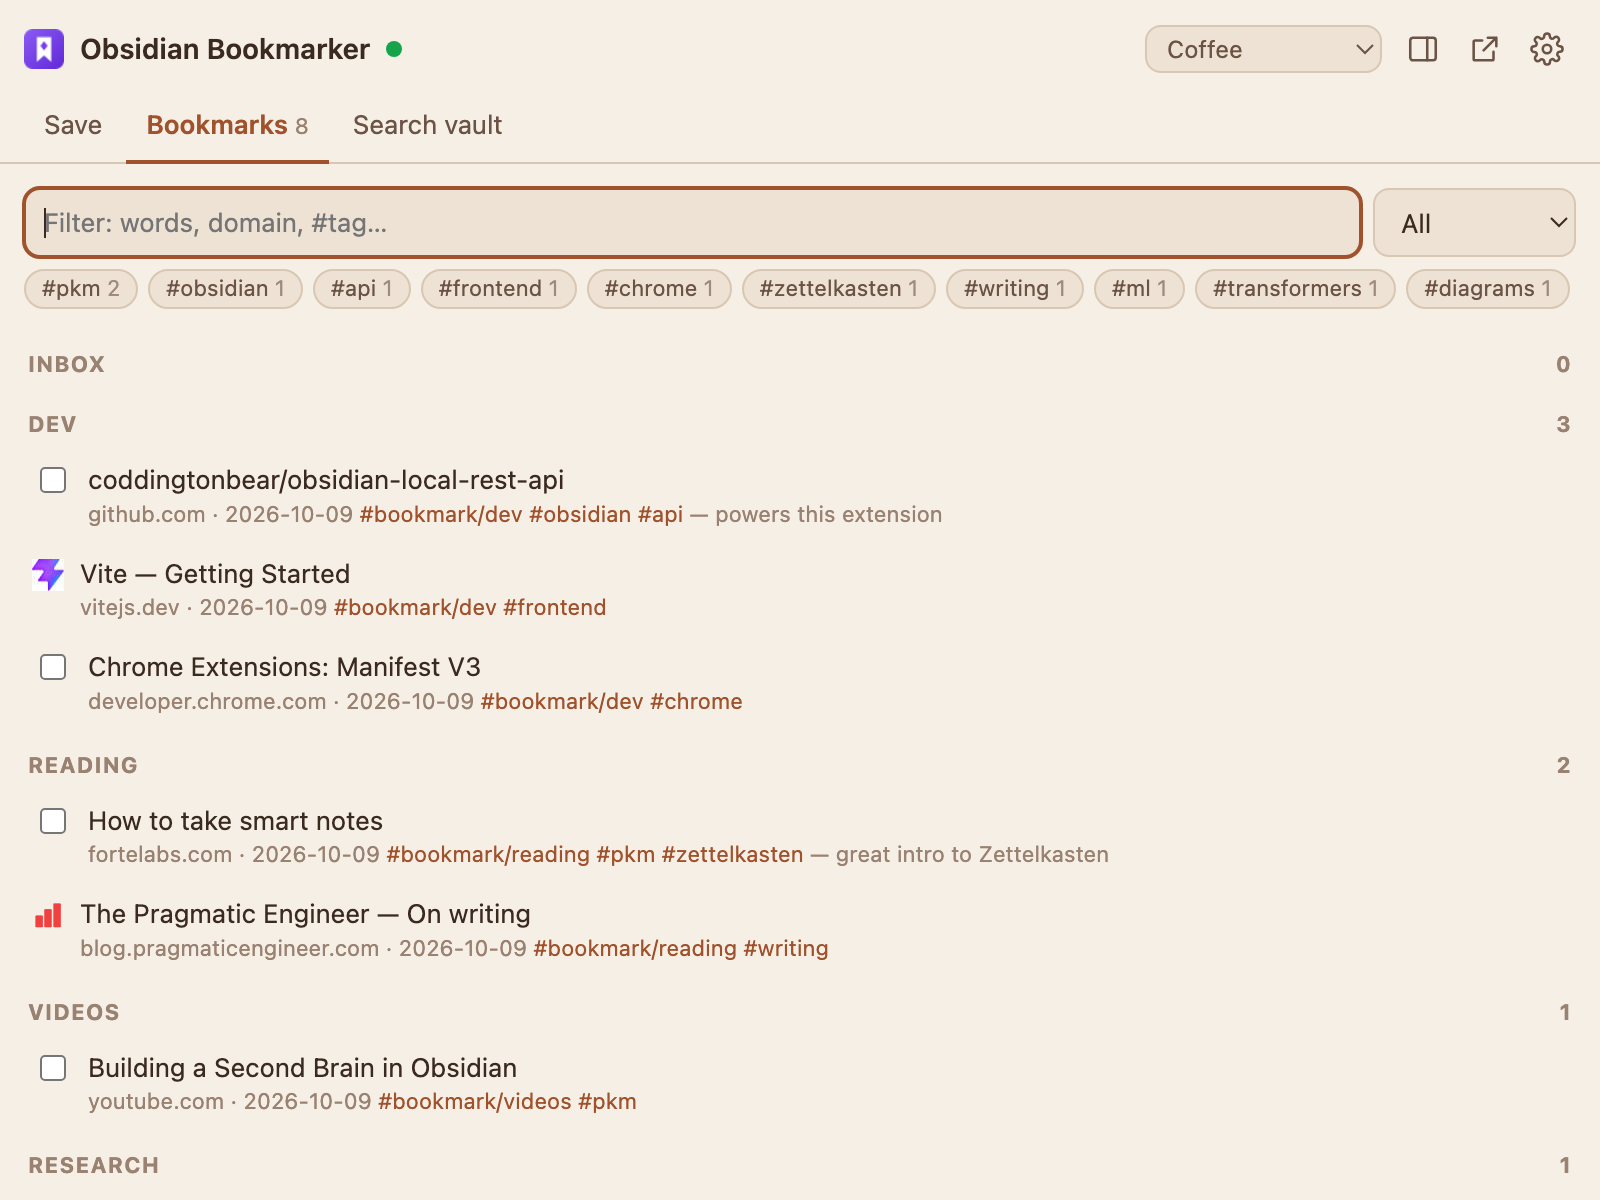 Obsidian Bookmarker
Coffee
Save
Bookmarks 8
Search vault
Filter: words, domain, #tag...
All
#pkm 2
#obsidian 1
#api 1
#frontend 1
#chrome 1
#zettelkasten 1
#writing 1
#ml 1
#transformers 1
#diagrams 1
INBOX 0
DEV 3
coddingtonbear/obsidian-local-rest-api
github.com · 2026-10-09 #bookmark/dev #obsidian #api — powers this extension
Vite — Getting Started
vitejs.dev · 2026-10-09 #bookmark/dev #frontend
Chrome Extensions: Manifest V3
developer.chrome.com · 2026-10-09 #bookmark/dev #chrome
READING 2
How to take smart notes
fortelabs.com · 2026-10-09 #bookmark/reading #pkm #zettelkasten — great intro to Zettelkasten
The Pragmatic Engineer — On writing
blog.pragmaticengineer.com · 2026-10-09 #bookmark/reading #writing
VIDEOS 1
Building a Second Brain in Obsidian
youtube.com · 2026-10-09 #bookmark/videos #pkm
RESEARCH 1